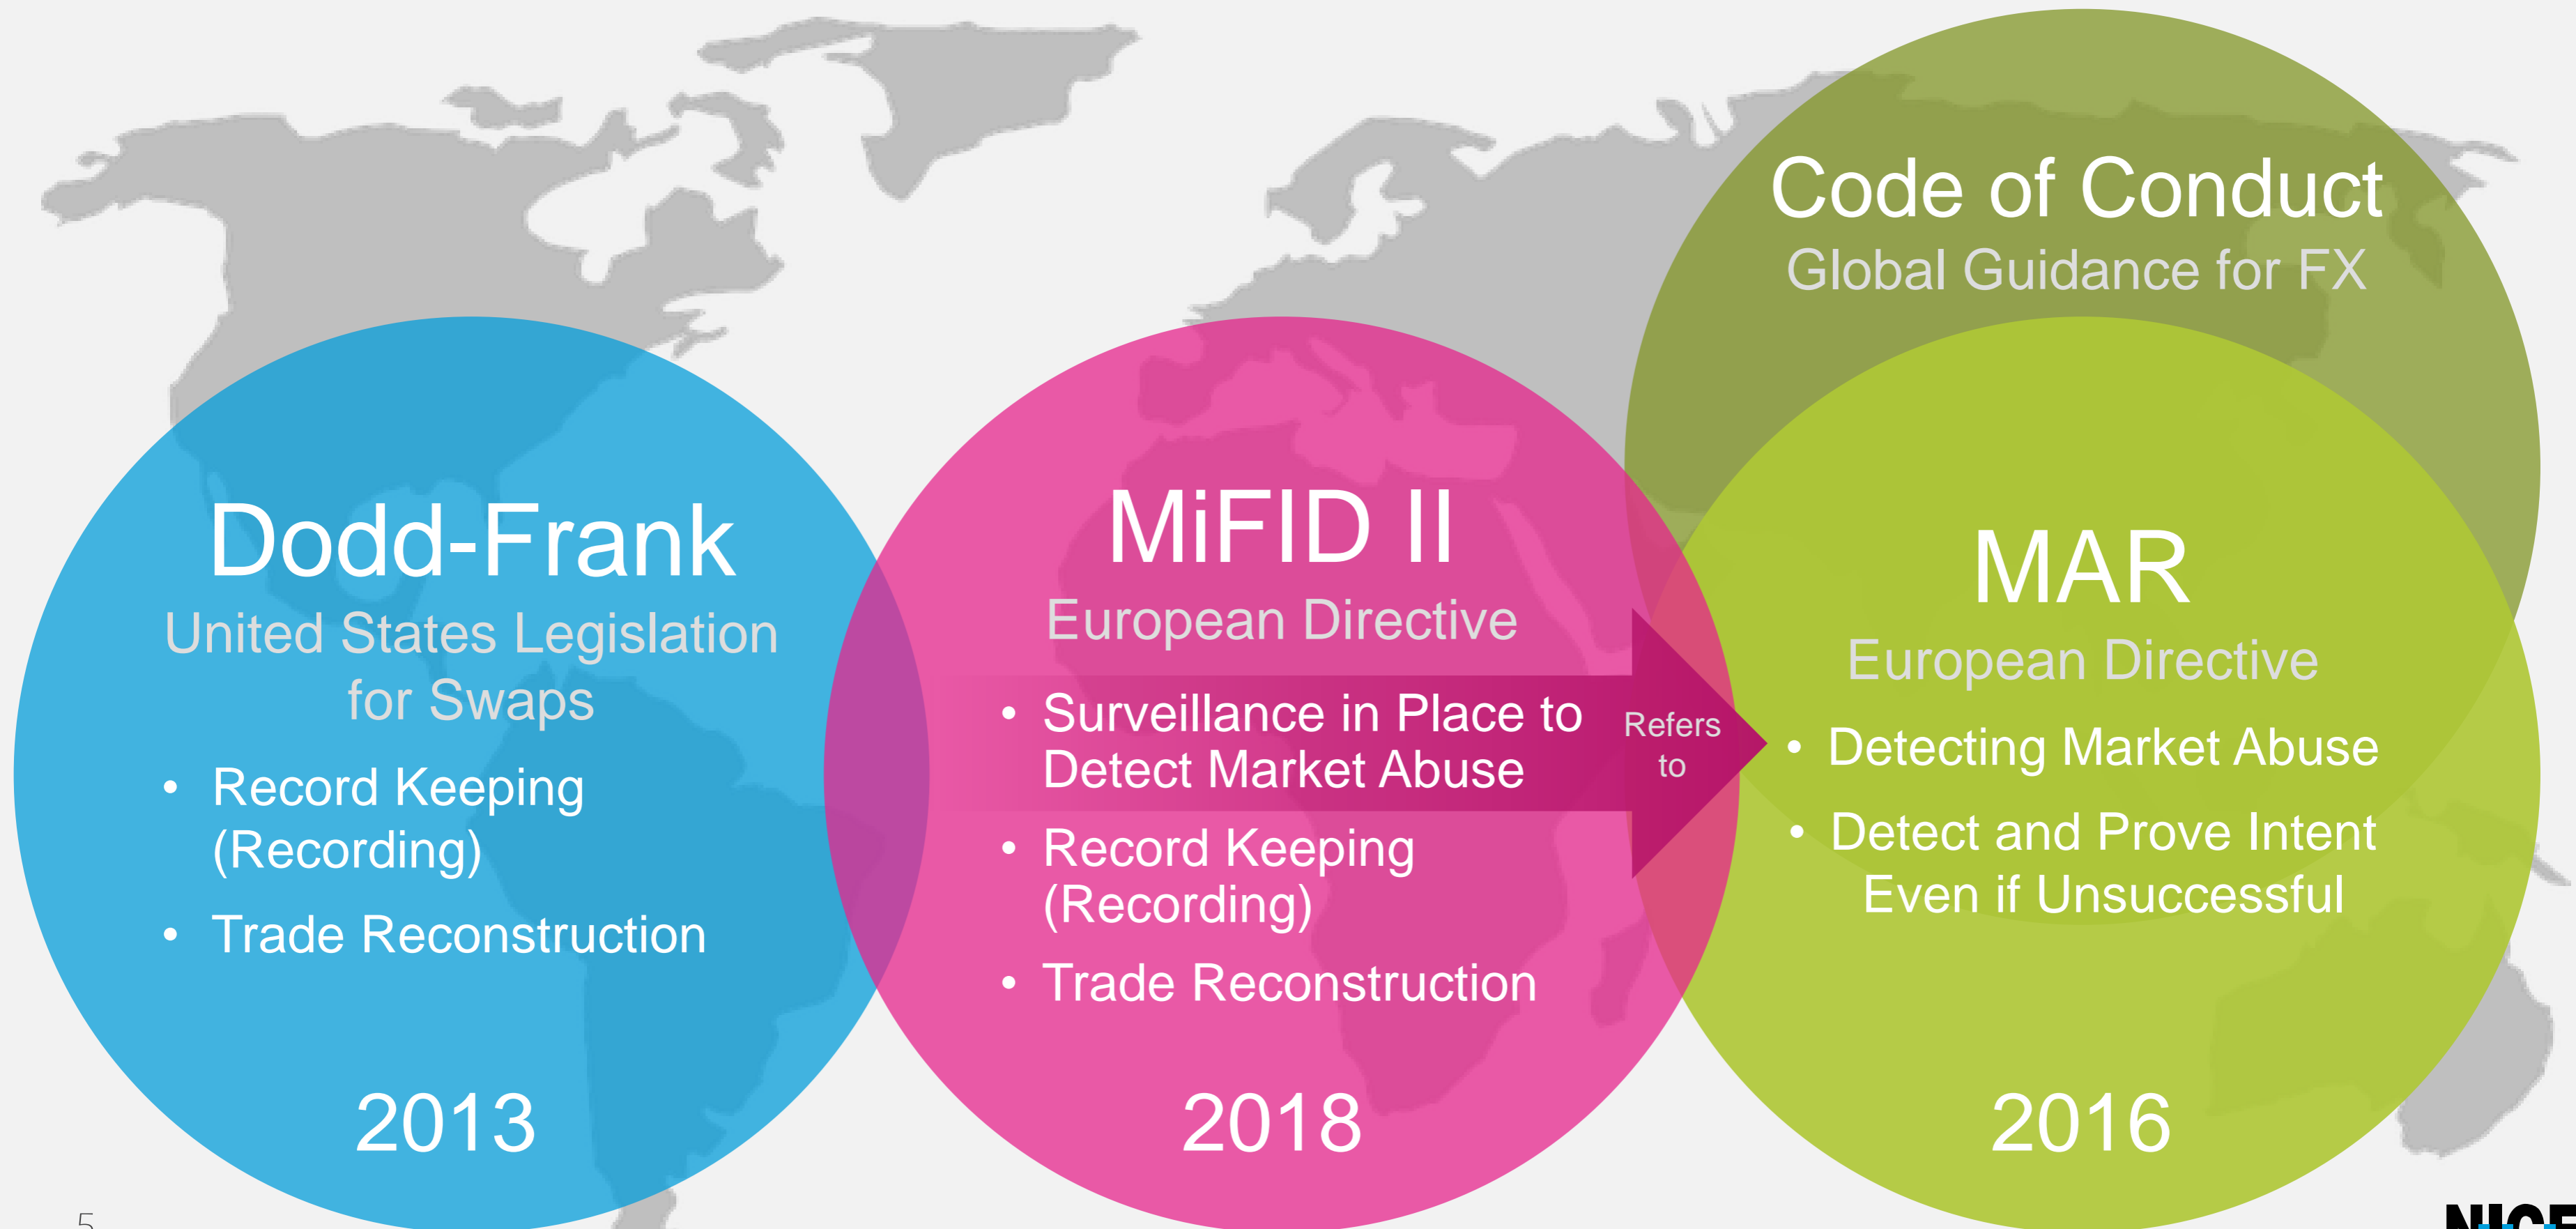 Code of Conduct
Global Guidance for FX
Dodd-Frank
United States Legislation
for Swaps
• Record Keeping
(Recording)
• Trade Reconstruction
2013
MiFID II
European Directive
• Surveillance in Place to
Detect Market Abuse
• Record Keeping
(Recording)
• Trade Reconstruction
2018
Refers
to
MAR
European Directive
• Detecting Market Abuse
• Detect and Prove Intent
Even if Unsuccessful
2016
5
NICE